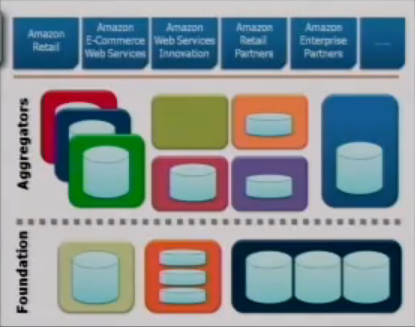 Amazon
Retail
Amazon
E-Commerce
Web Services
Amazon
Web Services
Innovation
Amazon
Retail
Partners
Amazon
Enterprise
Partners
......
Aggregators
Foundation